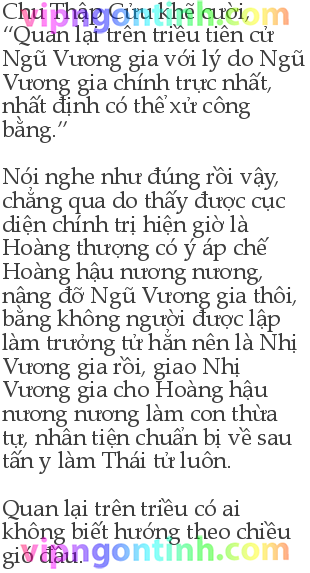 Chu Thập Cửu khẽ cười,
vipngontinh.com
“Quan lại trên triều tiến cử
Ngũ Vương gia với lý do Ngũ
Vương gia chính trực nhất,
nhất định có thể xử công
bằng.”
Nói nghe như đúng rồi vậy,
chẳng qua do thấy được cục
diện chính trị hiện giờ là
Hoàng thượng có ý áp chế
Hoàng hậu nương nương,
nâng đỡ Ngũ Vương gia thôi,
bằng không người được lập
làm trưởng tử hẳn nên là Nhị
Vương gia rồi, giao Nhị
Vương gia cho Hoàng hậu
nương nương làm con thừa
tự, nhân tiện chuẩn bị về sau
tấn y làm Thái tử luôn.
Quan lại trên triều có ai
không biết hướng theo chiều
vipngontinh.com
gió đâu.